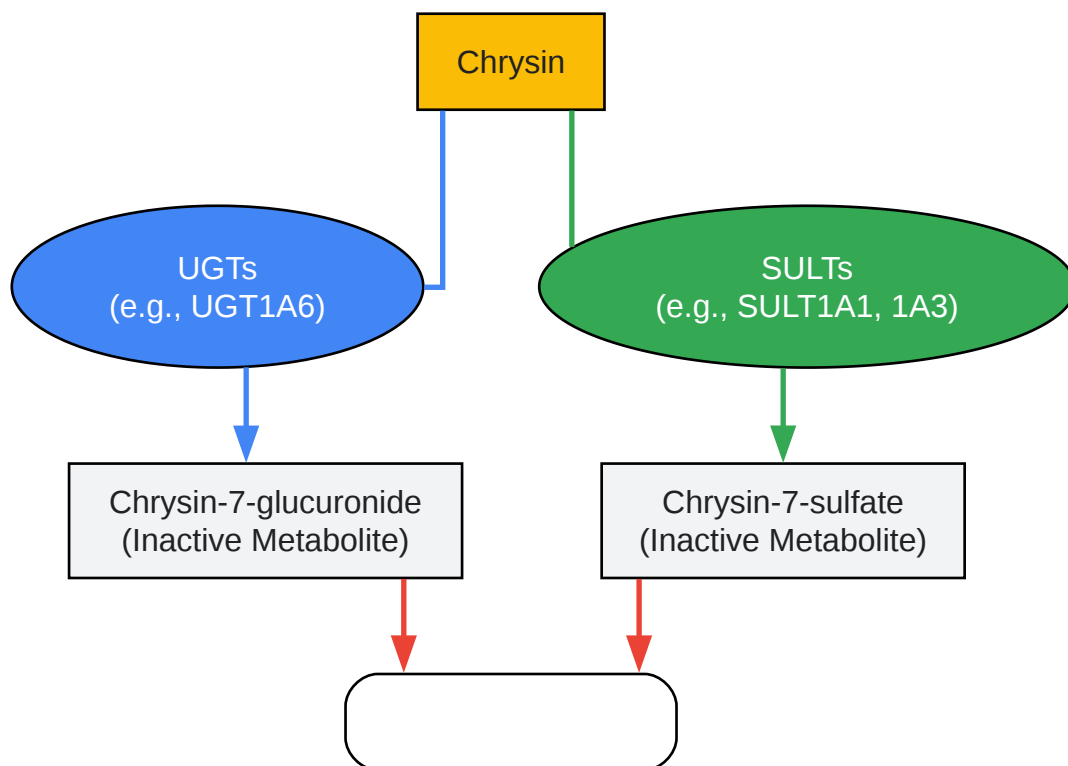 Chrysin
UGTs
(e.g., UGT1A6)
SULTs
(e.g., SULT1A1, 1A3)
Chrysin-7-glucuronide
(Inactive Metabolite)
Chrysin-7-sulfate
(Inactive Metabolite)